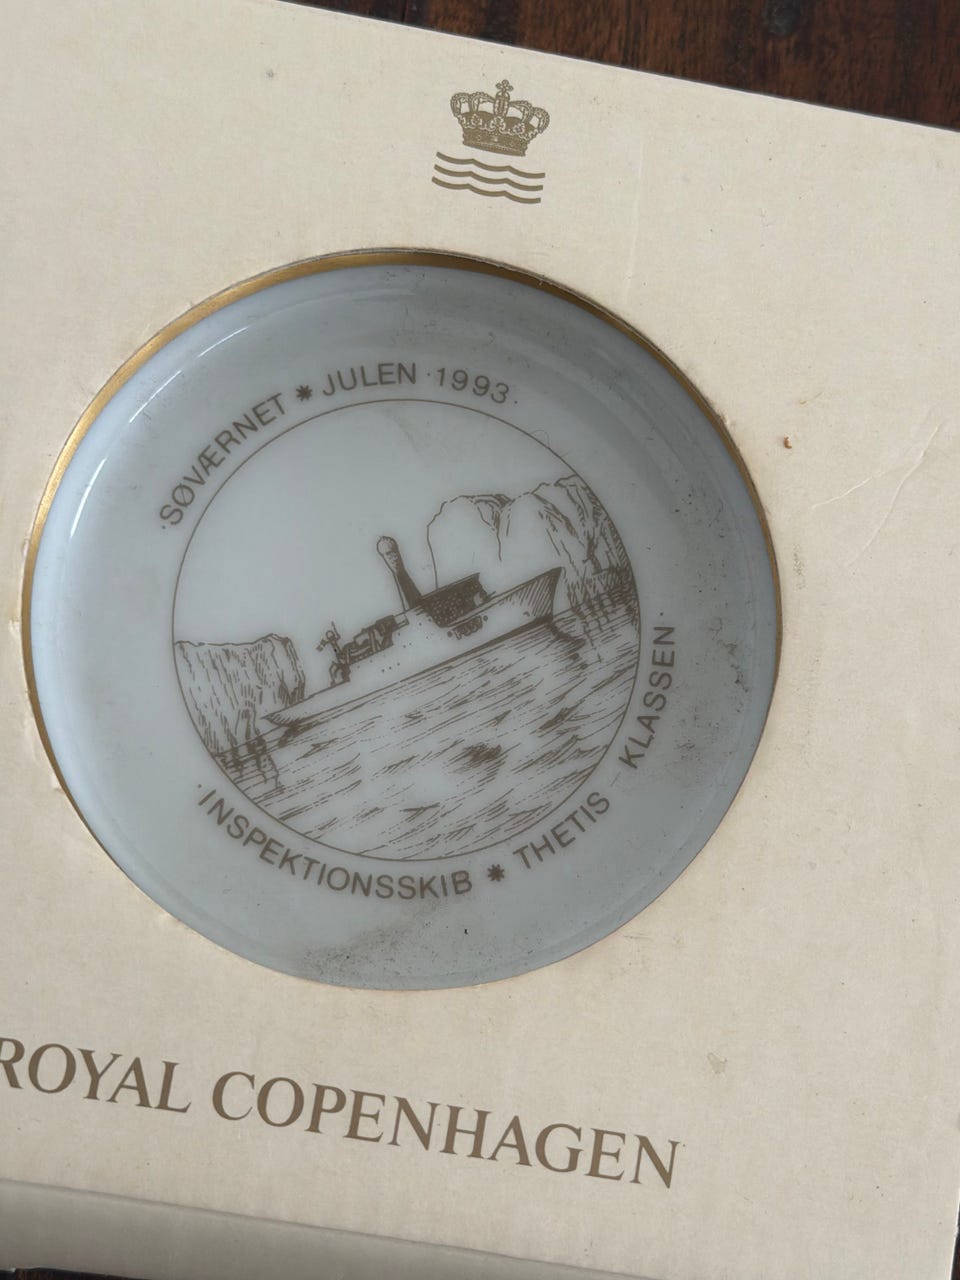 ·SØVÆRNET * JULEN · 1993·
·INSPEKTIONSSKIB * THETIS KLASSEN·
ROYAL COPENHAGEN